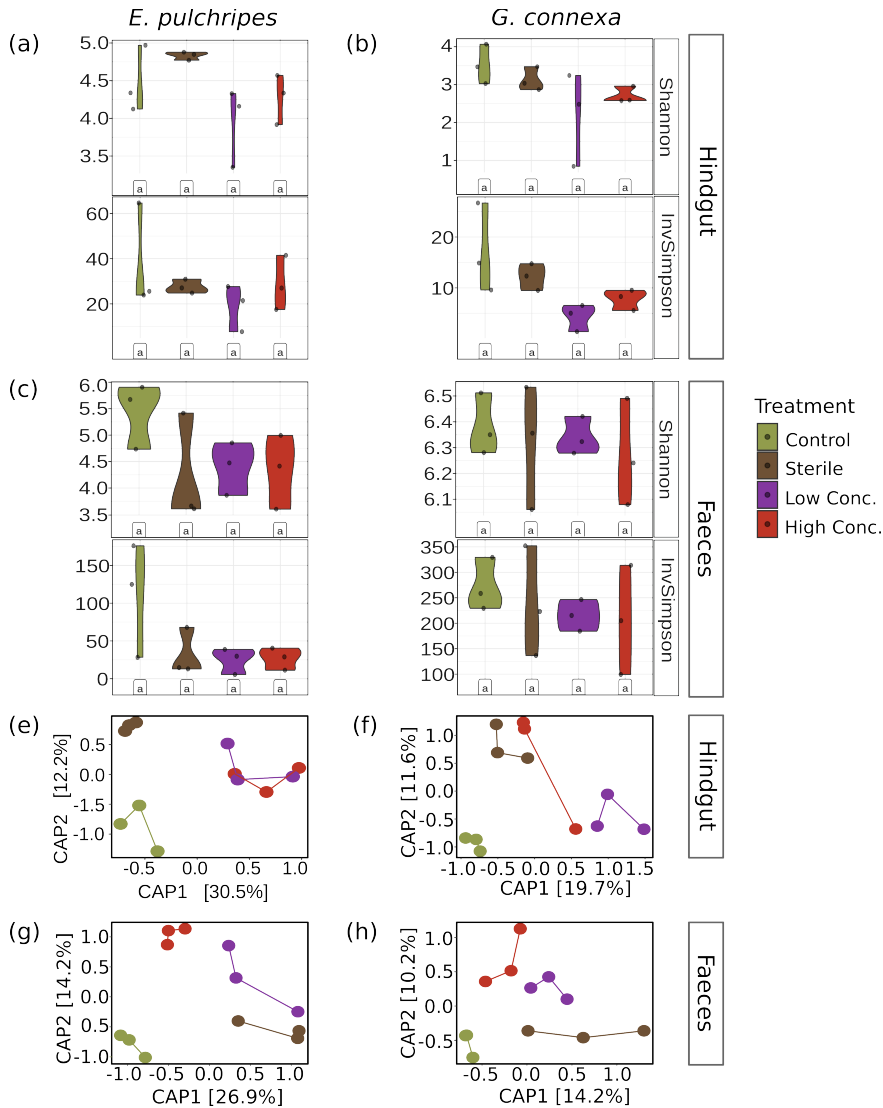 E. pulchripes
G. connexa
(a)
5.0
4.5
4.0
3.5
a a a a
60
40
20
a a a a
(b)
4
3
2
1
a a a a
Shannon
20
10
a a a a
InvSimpson
Hindgut
(c)
6.0
5.5
5.0
4.5
4.0
3.5
a a a a
150
100
50
0
a a a a
6.5
6.4
6.3
6.2
6.1
a a a a
Shannon
350
300
250
200
150
100
a a a a
InvSimpson
Faeces
Treatment
Control
Sterile
Low Conc.
High Conc.
(e)
CAP2 [12.2%]
0.5
0.0
-1.5
-1.0
-0.5 0.0 0.5 1.0
CAP1 [30.5%]
(f)
CAP2 [11.6%]
1.0
0.5
0.0
-0.5
-1.0
-1.0 -0.5 0.0 0.5 1.0 1.5
CAP1 [19.7%]
Hindgut
(g)
CAP2 [14.2%]
1.0
0.5
0.0
0.5
-1.0
-1.0 -0.5 0.0 0.5 1.0
CAP1 [26.9%]
(h)
CAP2 [10.2%]
1.0
0.5
0.0
-0.5
-0.5 0.0 0.5 1.0
CAP1 [14.2%]
Faeces